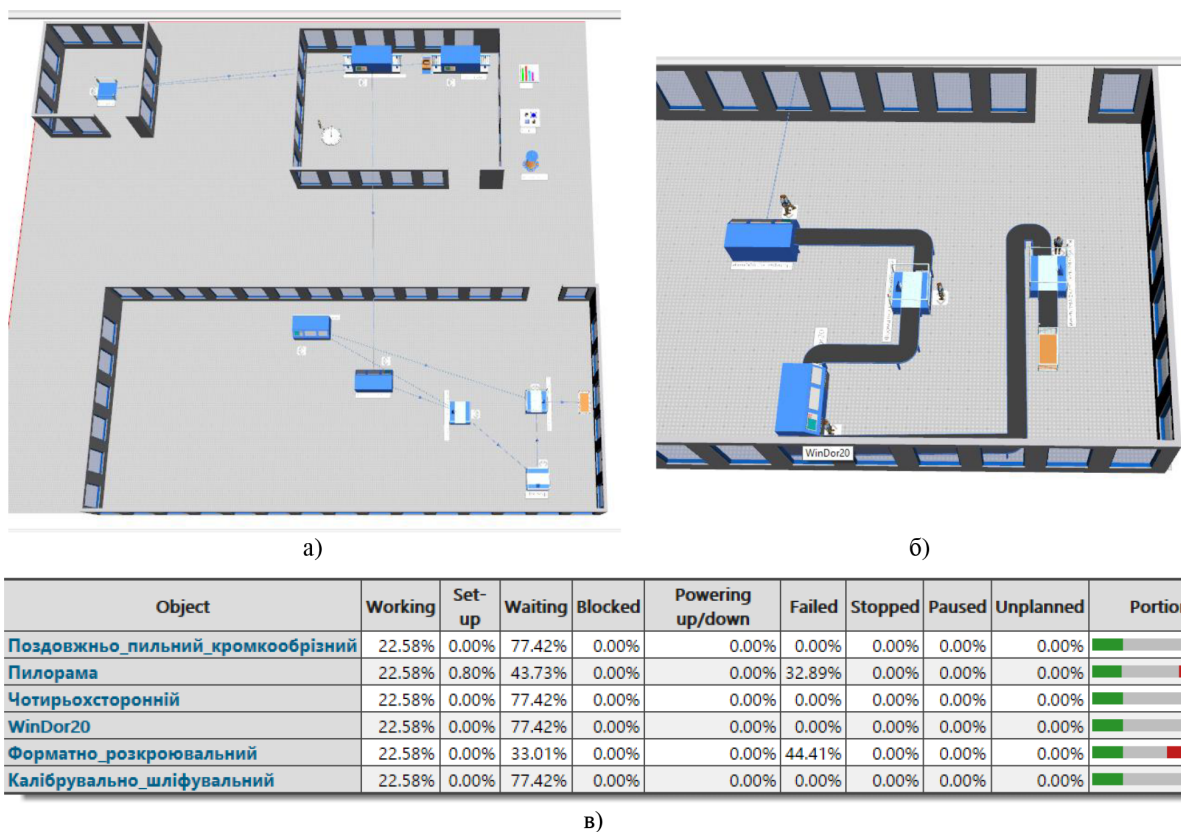 WinDor20
а)
б)
Object Working Set-up Waiting Blocked Powering up/down Failed Stopped Paused Unplanned
Поздовжньо_пильний_кромкообрізний 22.58% 0.00% 77.42% 0.00% 0.00% 0.00% 0.00% 0.00% 0.00%
Пилорама 22.58% 0.80% 43.73% 0.00% 0.00% 32.89% 0.00% 0.00% 0.00%
Чотирьохсторонній 22.58% 0.00% 77.42% 0.00% 0.00% 0.00% 0.00% 0.00% 0.00%
WinDor20 22.58% 0.00% 77.42% 0.00% 0.00% 0.00% 0.00% 0.00% 0.00%
Форматно_розкроювальний 22.58% 0.00% 33.01% 0.00% 0.00% 44.41% 0.00% 0.00% 0.00%
Калібрувально_шліфувальний 22.58% 0.00% 77.42% 0.00% 0.00% 0.00% 0.00% 0.00% 0.00%
в)